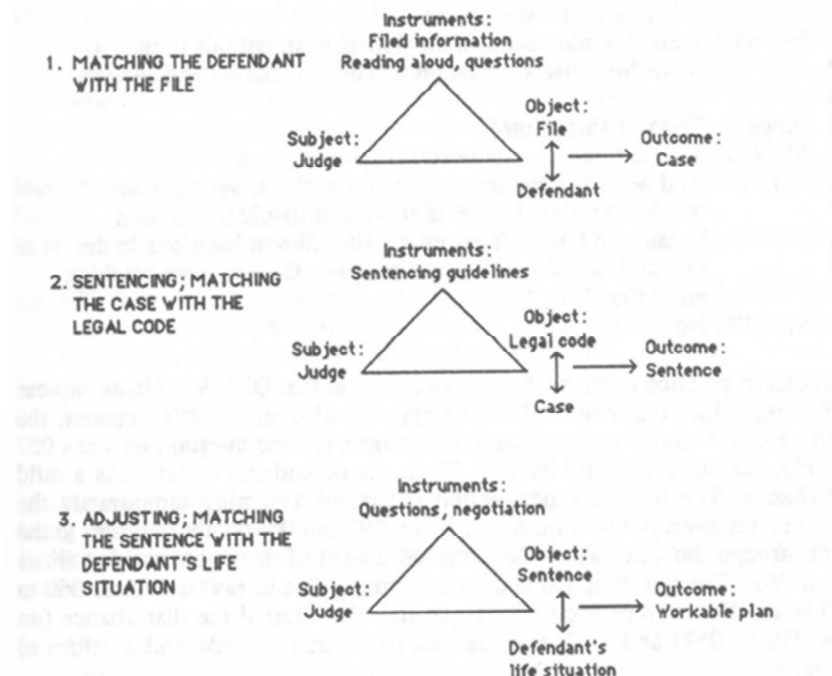 Instruments:
Filed information
1. MATCHING THE DEFENDANT
Reading aloud, questions
WITH THE FILE
Object:
File
Subject:
Judge
Outcome:
Case
Defendant
Instruments:
2. SENTENCING; MATCHING
Sentencing guidelines
THE CASE WITH THE
LEGAL CODE
Object:
Legal code
Subject:
Judge
Outcome:
Sentence
Case
Instruments:
3. ADJUSTING; MATCHING
Questions, negotiation
THE SENTENCE WITH THE
DEFENDANT'S LIFE
SITUATION
Object:
Sentence
Subject:
Judge
Outcome:
Workable plan
Defendant's
life situation